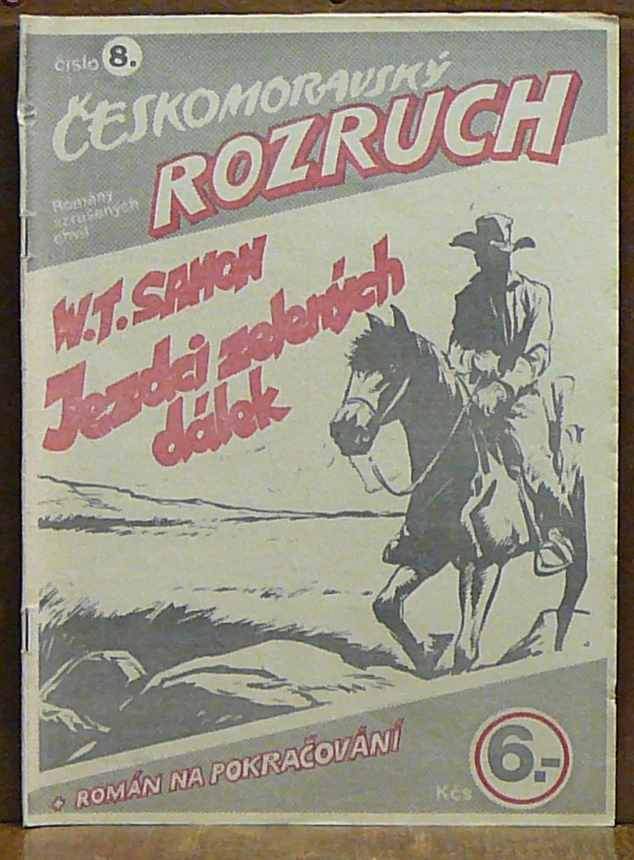 číslo 8.
ČESKOMORAVSKÝ
ROZRUCH
Romány
vzrušených
chvil
W.T. SAMON
Jezdci zelených
dálek
+ ROMÁN NA POKRAČOVÁNÍ
Kčs 6.-